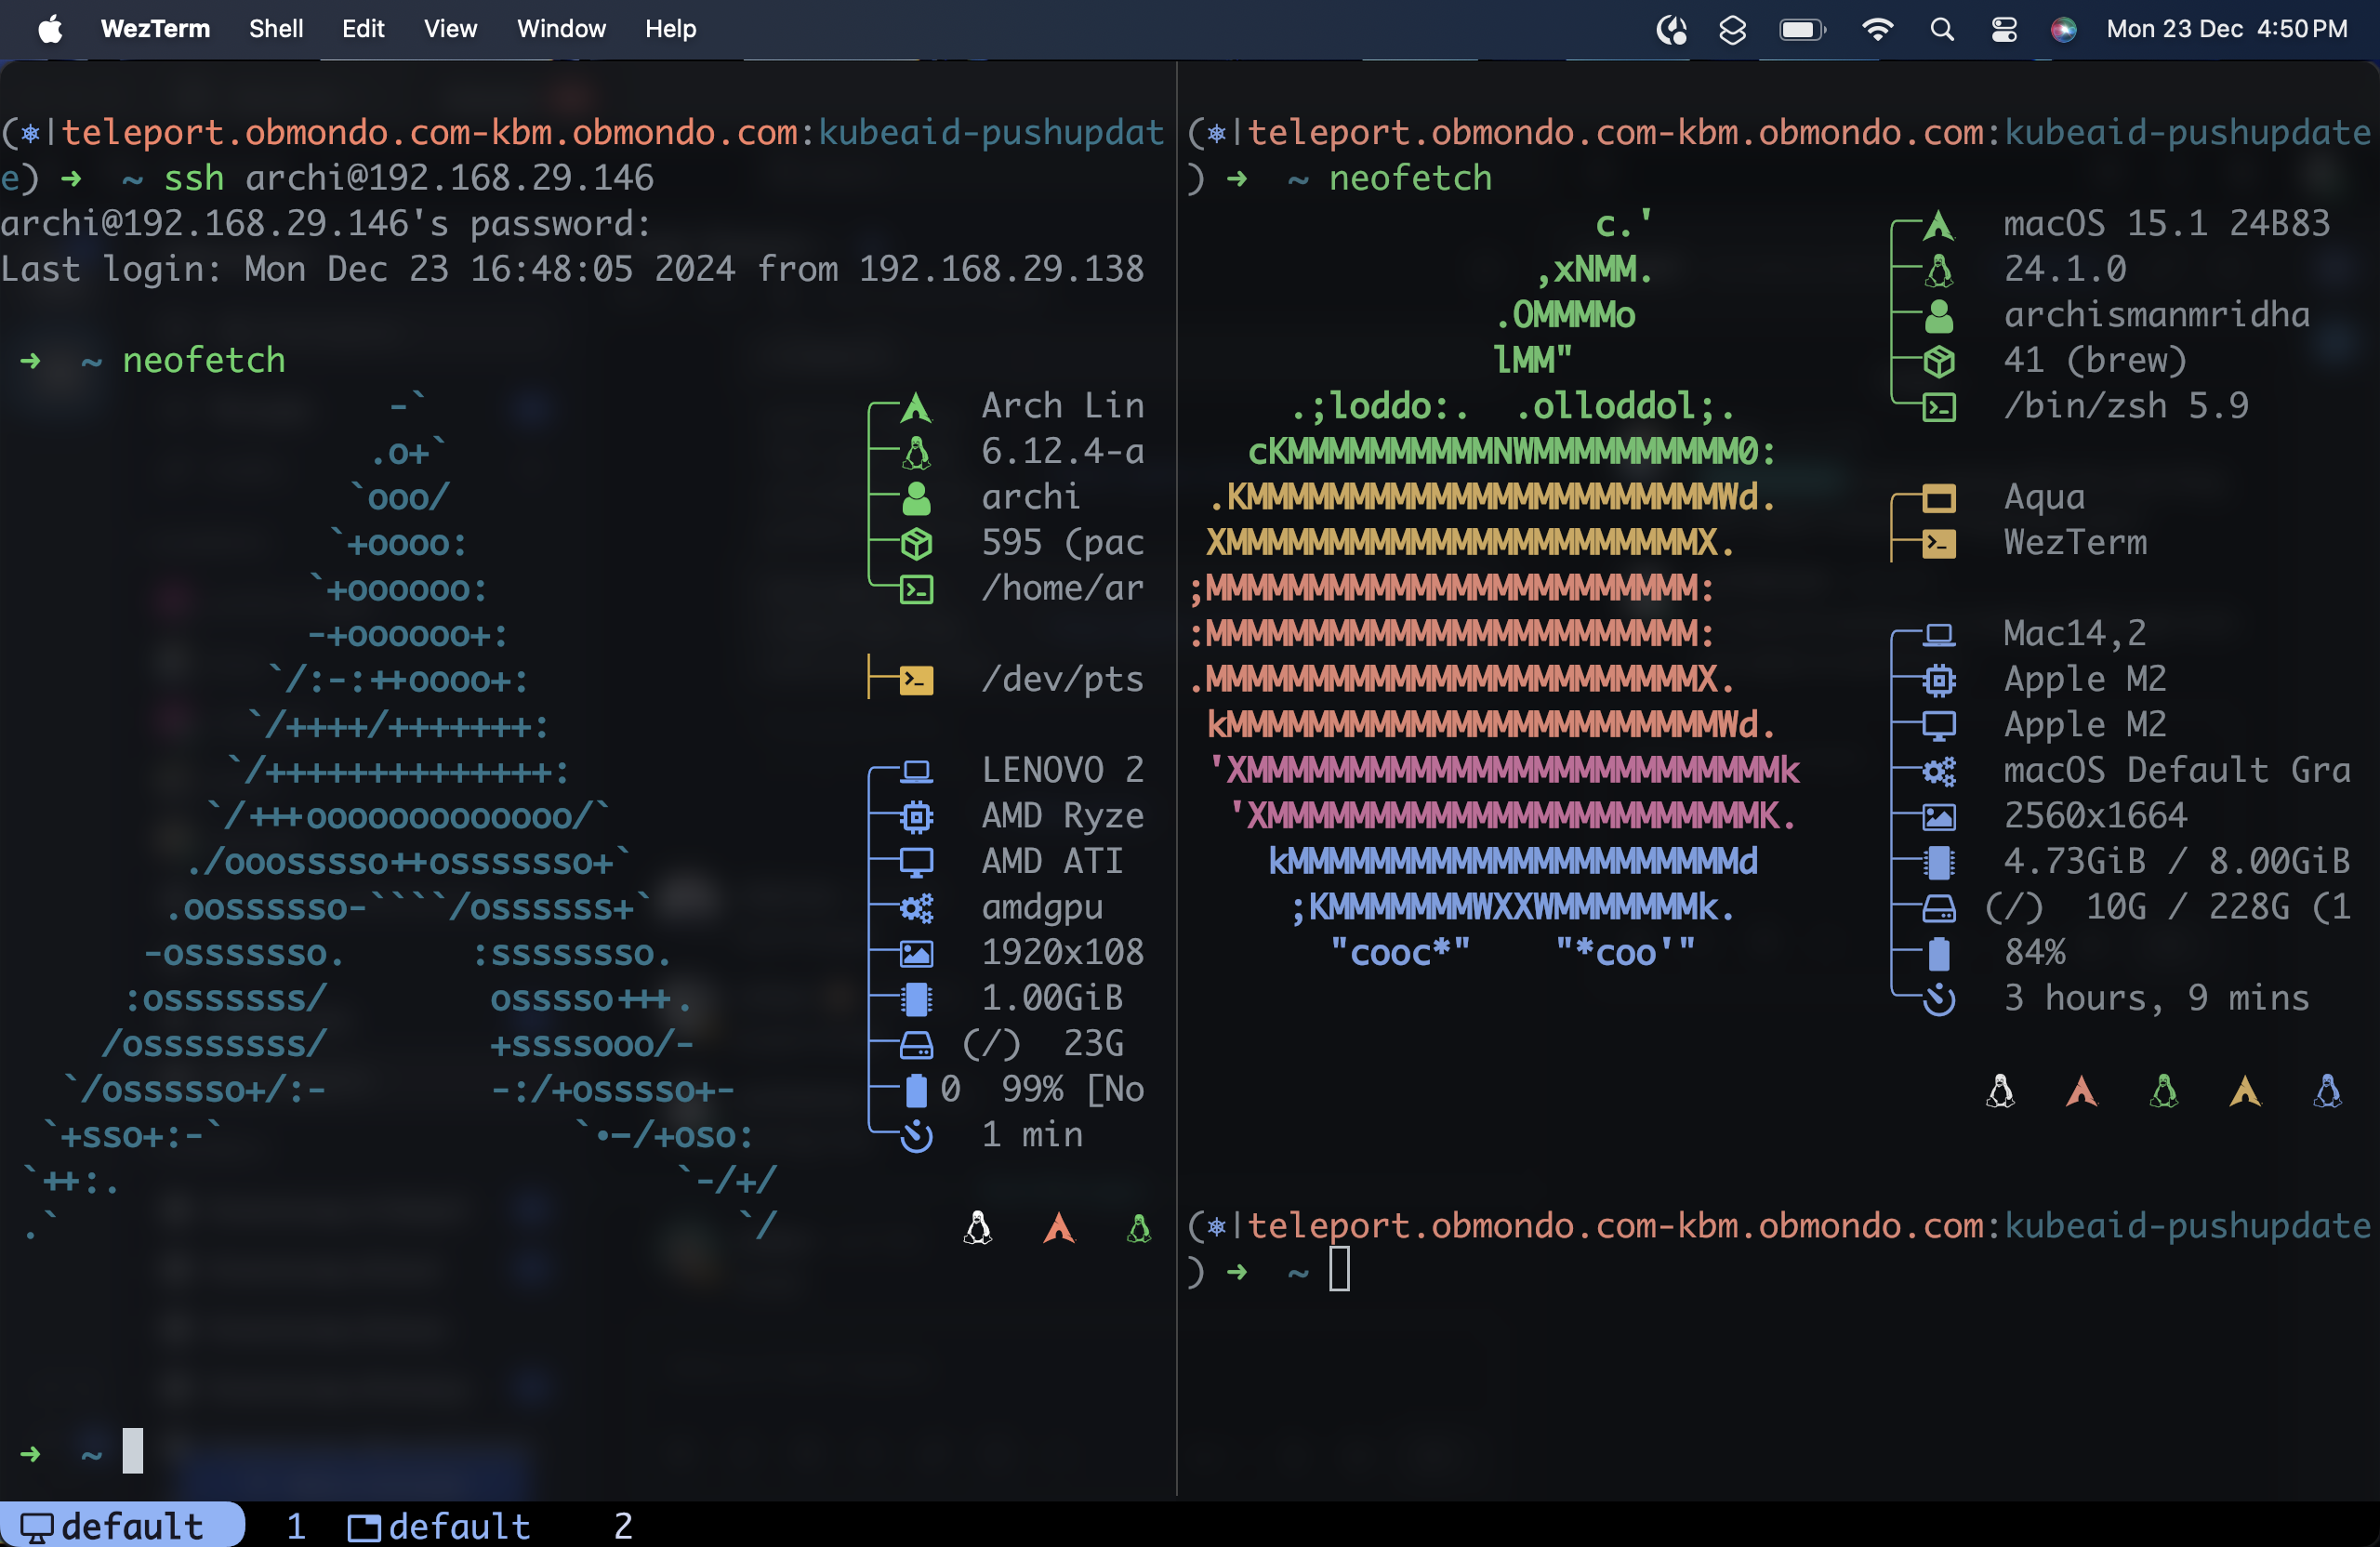 WezTerm Shell Edit View Window Help Mon 23 Dec 4:50 PM
(⎈|teleport.obmondo.com-kbm.obmondo.com:kubeaid-pushupdat
e) ➜ ~ ssh archi@192.168.29.146
archi@192.168.29.146's password:
Last login: Mon Dec 23 16:48:05 2024 from 192.168.29.138
➜ ~ neofetch
-`
.o+`
`ooo/
`+oooo:
`+oooooo:
-+oooooo+:
`/:-:++oooo+:
`/++++/+++++++:
`/++++++++++++++:
`/+++ooooooooooooo/`
./ooosssso++osssssso+`
.oossssso-````/ossssss+`
-osssssso. :ssssssso.
:osssssss/ osssso+++.
/ossssssss/ +ssssooo/-
`/ossssso+/:- -:/+osssso+-
`+sso+:-` `.-/+oso:
`++:. `-/+/
.` `/
Arch Lin
6.12.4-a
archi
595 (pac
/home/ar
/dev/pts
LENOVO 2
AMD Ryze
AMD ATI
amdgpu
1920x108
1.00GiB
(/) 23G
0 99% [No
1 min
➜ ~
(⎈|teleport.obmondo.com-kbm.obmondo.com:kubeaid-pushupdate
) ➜ ~ neofetch
c.'
,xNMM.
.OMMMMo
lMM"
.;loddo:. .olloddol;.
cKMMMMMMMMMMNWMMMMMMMMMM0:
.KMMMMMMMMMMMMMMMMMMMMMMMWd.
XMMMMMMMMMMMMMMMMMMMMMMMX.
;MMMMMMMMMMMMMMMMMMMMMMMM:
:MMMMMMMMMMMMMMMMMMMMMMMM:
.MMMMMMMMMMMMMMMMMMMMMMMMX.
kMMMMMMMMMMMMMMMMMMMMMMMMWd.
'XMMMMMMMMMMMMMMMMMMMMMMMMMMk
'XMMMMMMMMMMMMMMMMMMMMMMMMK.
kMMMMMMMMMMMMMMMMMMMMMMd
;KMMMMMMMWXXWMMMMMMMk.
"cooc*" "*coo'"
macOS 15.1 24B83
24.1.0
archismanmridha
41 (brew)
/bin/zsh 5.9
Aqua
WezTerm
Mac14,2
Apple M2
Apple M2
macOS Default Gra
2560x1664
4.73GiB / 8.00GiB
(/) 10G / 228G (1
84%
3 hours, 9 mins
(⎈|teleport.obmondo.com-kbm.obmondo.com:kubeaid-pushupdate
) ➜ ~
default 1 default 2